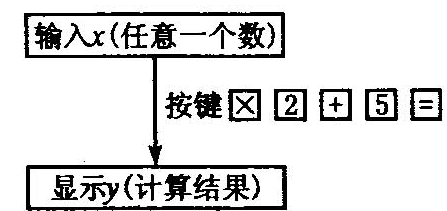 输入x(任意一个数)
按键 × 2 + 5 =
显示y(计算结果)